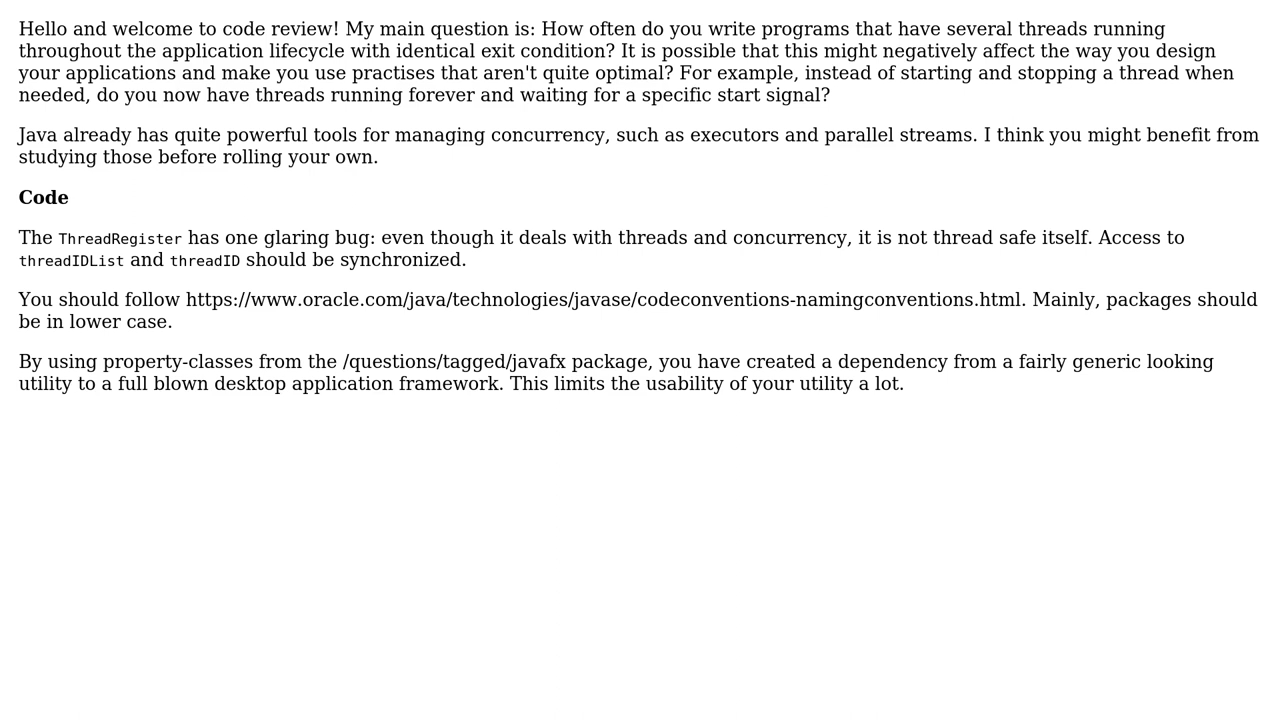 Hello and welcome to code review! My main question is: How often do you write programs that have several threads running
throughout the application lifecycle with identical exit condition? It is possible that this might negatively affect the way you design
your applications and make you use practises that aren't quite optimal? For example, instead of starting and stopping a thread when
needed, do you now have threads running forever and waiting for a specific start signal?
Java already has quite powerful tools for managing concurrency, such as executors and parallel streams. I think you might benefit from
studying those before rolling your own.
Code
The ThreadRegister has one glaring bug: even though it deals with threads and concurrency, it is not thread safe itself. Access to
threadIDList and threadID should be synchronized.
You should follow https://www.oracle.com/java/technologies/javase/codeconventions-namingconventions.html. Mainly, packages should
be in lower case.
By using property-classes from the /questions/tagged/javafx package, you have created a dependency from a fairly generic looking
utility to a full blown desktop application framework. This limits the usability of your utility a lot.